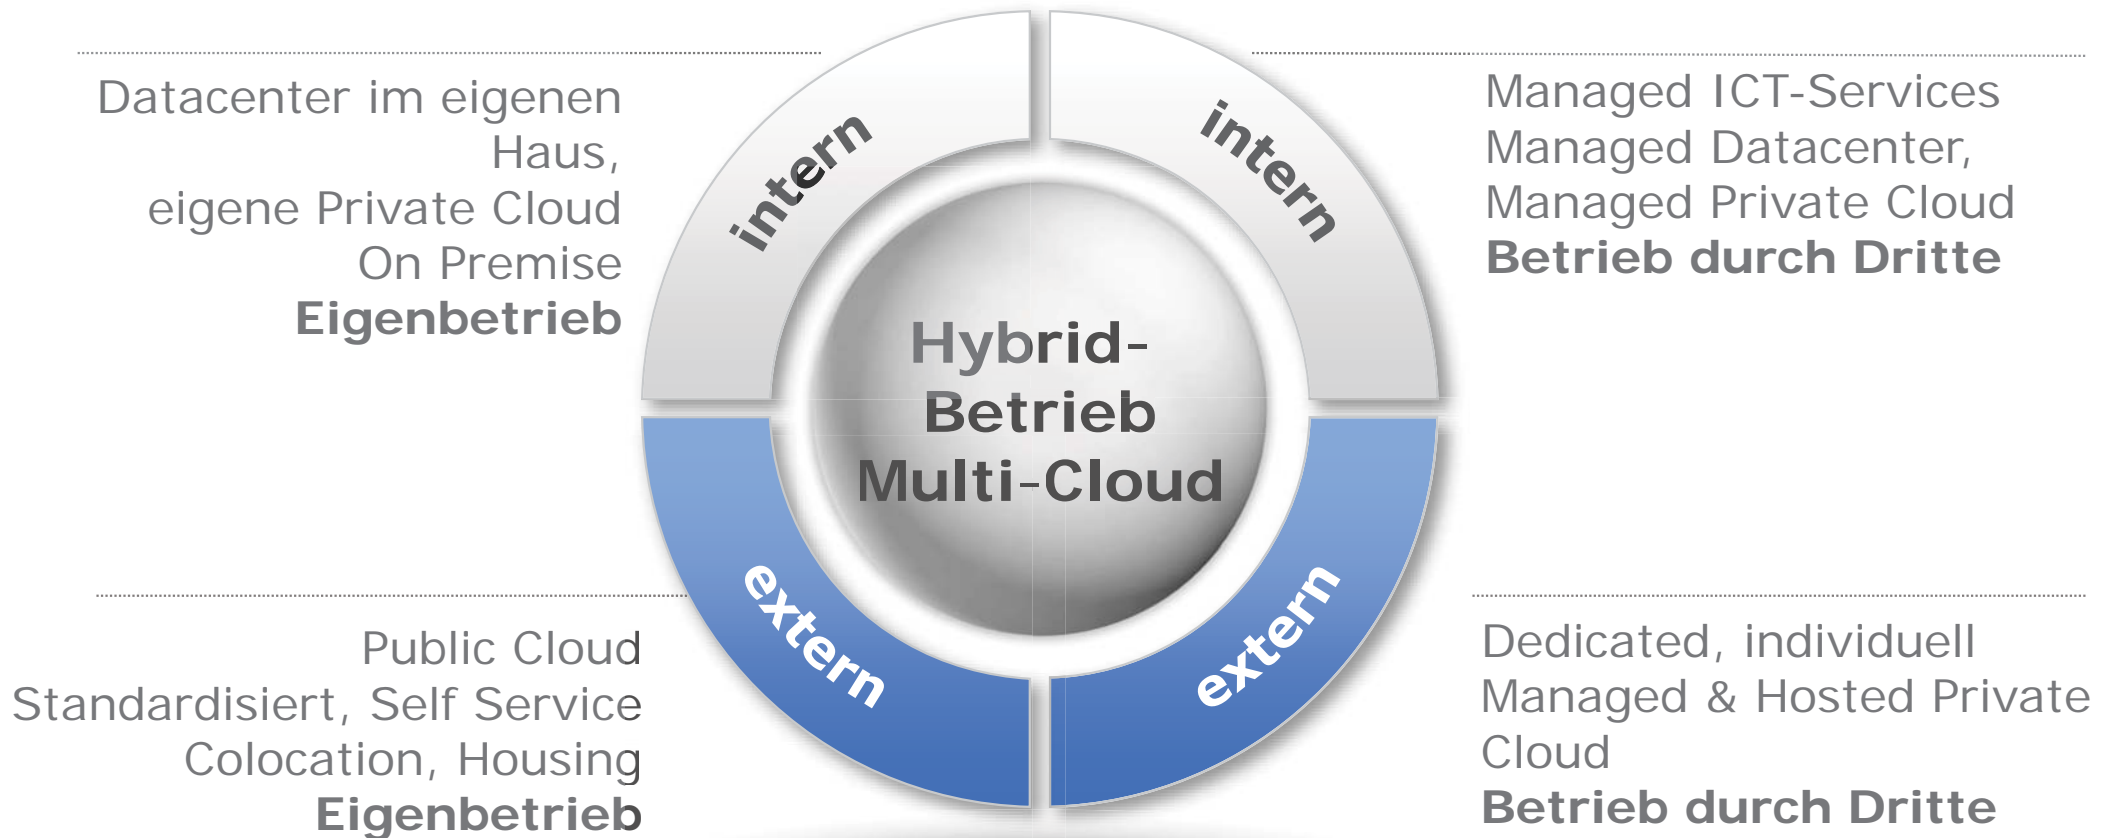 Datacenter im eigenen
Haus,
eigene Private Cloud
On Premise
Eigenbetrieb
intern
intern
Managed ICT-Services
Managed Datacenter,
Managed Private Cloud
Betrieb durch Dritte
Hybrid-
Betrieb
Multi-Cloud
Public Cloud
Standardisiert, Self Service
Colocation, Housing
Eigenbetrieb
extern
extern
Dedicated, individuell
Managed & Hosted Private
Cloud
Betrieb durch Dritte